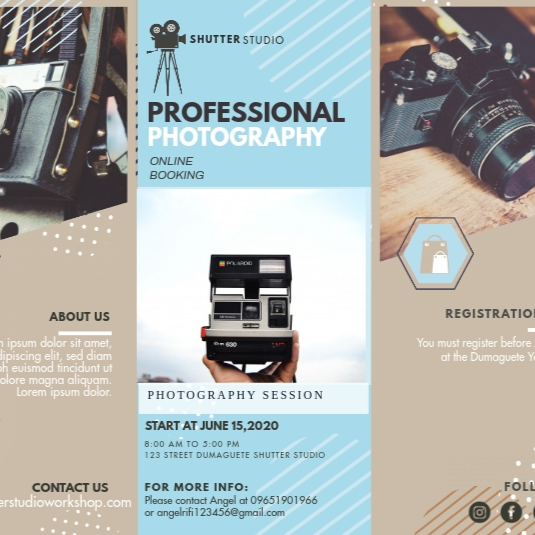 SHUTTER STUDIO
PROFESSIONAL
PHOTOGRAPHY
ONLINE
BOOKING
POLAROID
630
PHOTOGRAPHY SESSION
START AT JUNE 15,2020
8:00 AM TO 5:00 PM
123 STREET DUMAGUETE SHUTTER STUDIO
FOR MORE INFO:
Please contact Angel at 09651901966
or angelrifi123456@gmail.com
ABOUT US
ipsum dolor sit amet,
dipiscing elit, sed diam
euismod tincidunt ut
olore magna aliquam.
Lorem ipsum dolor.
CONTACT US
erstudioworkshop.com
REGISTRATIO
You must register before
at the Dumaguete
FOLL